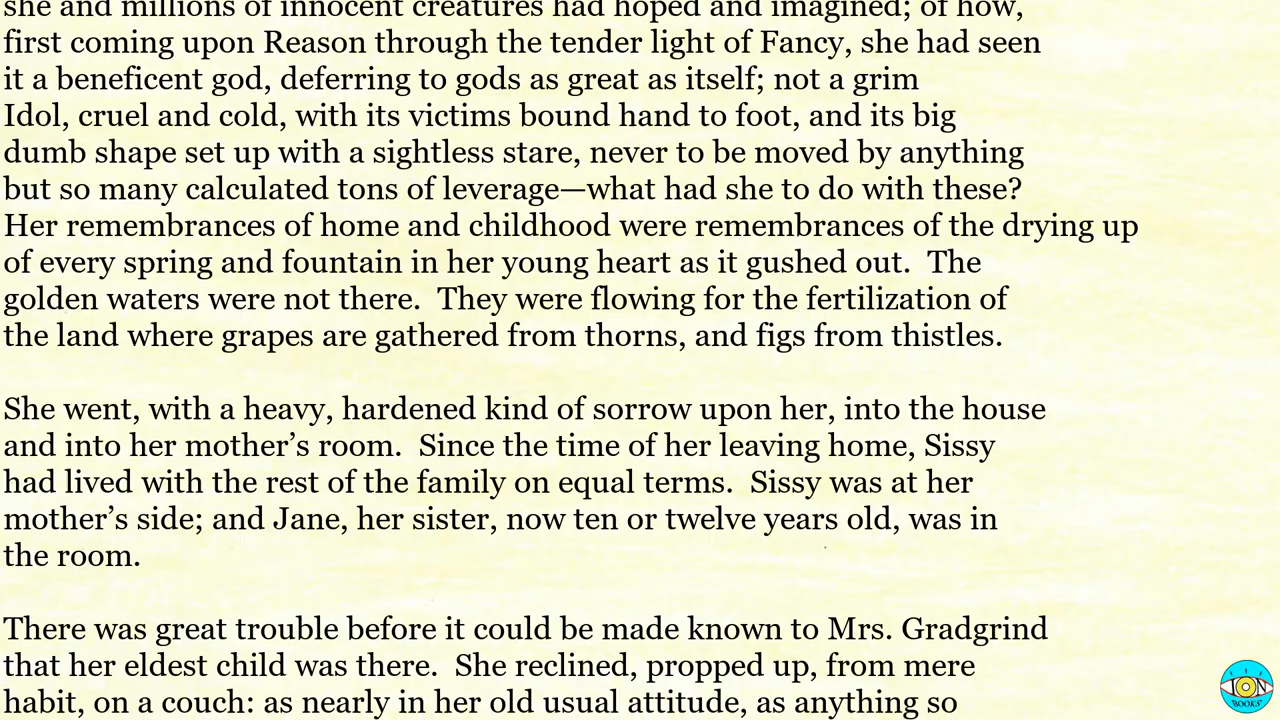 she and millions of innocent creatures had hoped and imagined; of how,
first coming upon Reason through the tender light of Fancy, she had seen
it a beneficent god, deferring to gods as great as itself; not a grim
Idol, cruel and cold, with its victims bound hand to foot, and its big
dumb shape set up with a sightless stare, never to be moved by anything
but so many calculated tons of leverage—what had she to do with these?
Her remembrances of home and childhood were remembrances of the drying up
of every spring and fountain in her young heart as it gushed out.  The
golden waters were not there.  They were flowing for the fertilization of
the land where grapes are gathered from thorns, and figs from thistles.

She went, with a heavy, hardened kind of sorrow upon her, into the house
and into her mother’s room.  Since the time of her leaving home, Sissy
had lived with the rest of the family on equal terms.  Sissy was at her
mother’s side; and Jane, her sister, now ten or twelve years old, was in
the room.

There was great trouble before it could be made known to Mrs. Gradgrind
that her eldest child was there.  She reclined, propped up, from mere
habit, on a couch: as nearly in her old usual attitude, as anything so
ION
BOOKS